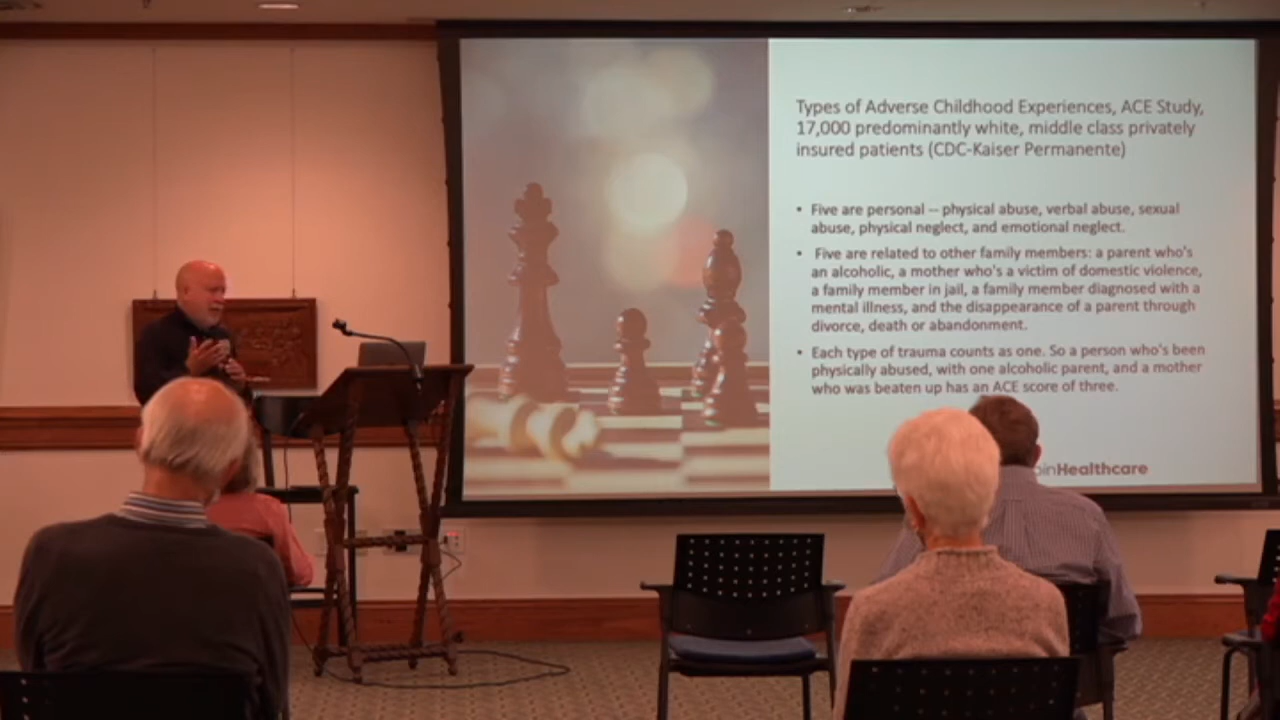 Types of Adverse Childhood Experiences, ACE Study,
17,000 predominantly white, middle class privately
insured patients (CDC-Kaiser Permanente)
• Five are personal – physical abuse, verbal abuse, sexual
abuse, physical neglect, and emotional neglect.
• Five are related to other family members: a parent who's
an alcoholic, a mother who's a victim of domestic violence,
a family member in jail, a family member diagnosed with a
mental illness, and the disappearance of a parent through
divorce, death or abandonment.
• Each type of trauma counts as one. So a person who's been
physically abused, with one alcoholic parent, and a mother
who was beaten up has an ACE score of three.
Healthcare